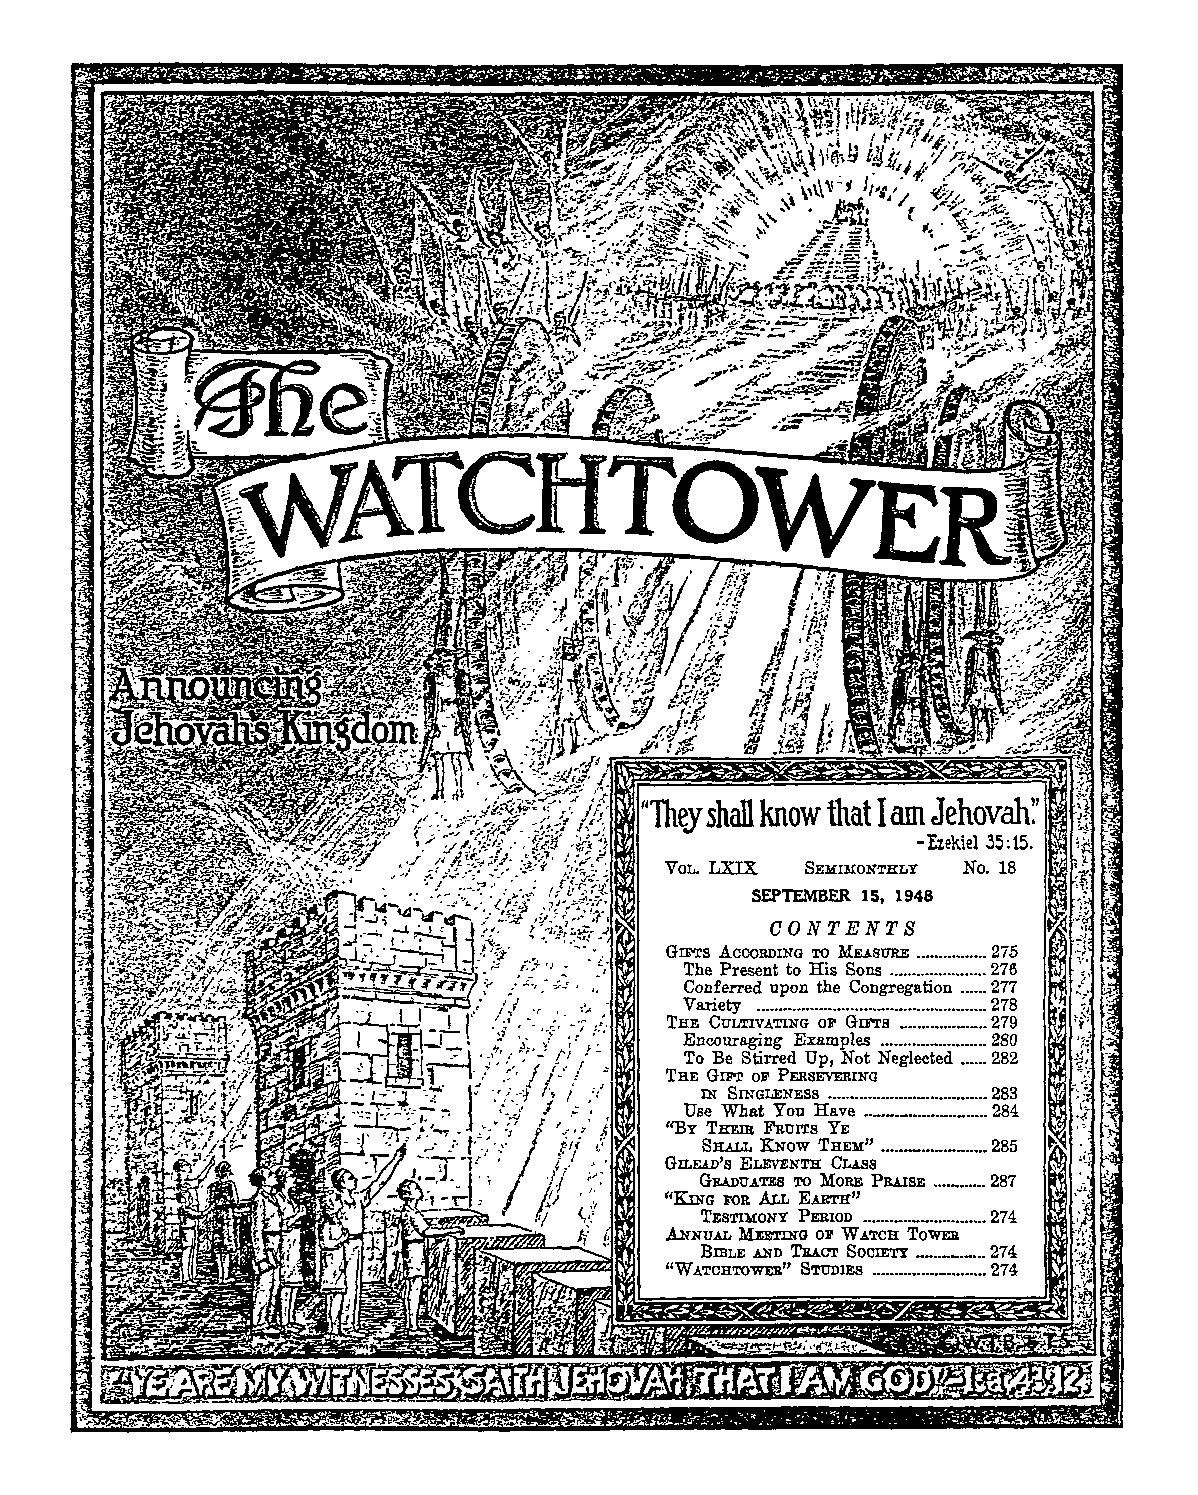 The
WATCHTOWER
Announcing
Jehovah's Kingdom
"They shall know that I am Jehovah."
-Ezekiel 35:15.
VOL. LXIX SEMIMONTHLY No. 18
SEPTEMBER 15, 1948
CONTENTS
GIFTS ACCORDING TO MEASURE ................ 275
The Present to His Sons ...................... 276
Conferred upon the Congregation ...... 277
Variety ...................................................... 278
THE CULTIVATING OF GIFTS .................... 279
Encouraging Examples ......................... 280
To Be Stirred Up, Not Neglected ...... 282
THE GIFT OF PERSEVERING
IN SINGLENESS ..................................... 283
Use What You Have ............................. 284
"BY THEIR FRUITS YE
SHALL KNOW THEM" ......................... 285
GILEAD'S ELEVENTH CLASS
GRADUATES TO MORE PRAISE ............ 287
"KING FOR ALL EARTH"
TESTIMONY PERIOD ............................. 274
ANNUAL MEETING OF WATCH TOWER
BIBLE AND TRACT SOCIETY ................ 274
"WATCHTOWER" STUDIES .......................... 274
"YE ARE MY WITNESSES, SAITH JEHOVAH, THAT I AM GOD."-Isa. 43:12